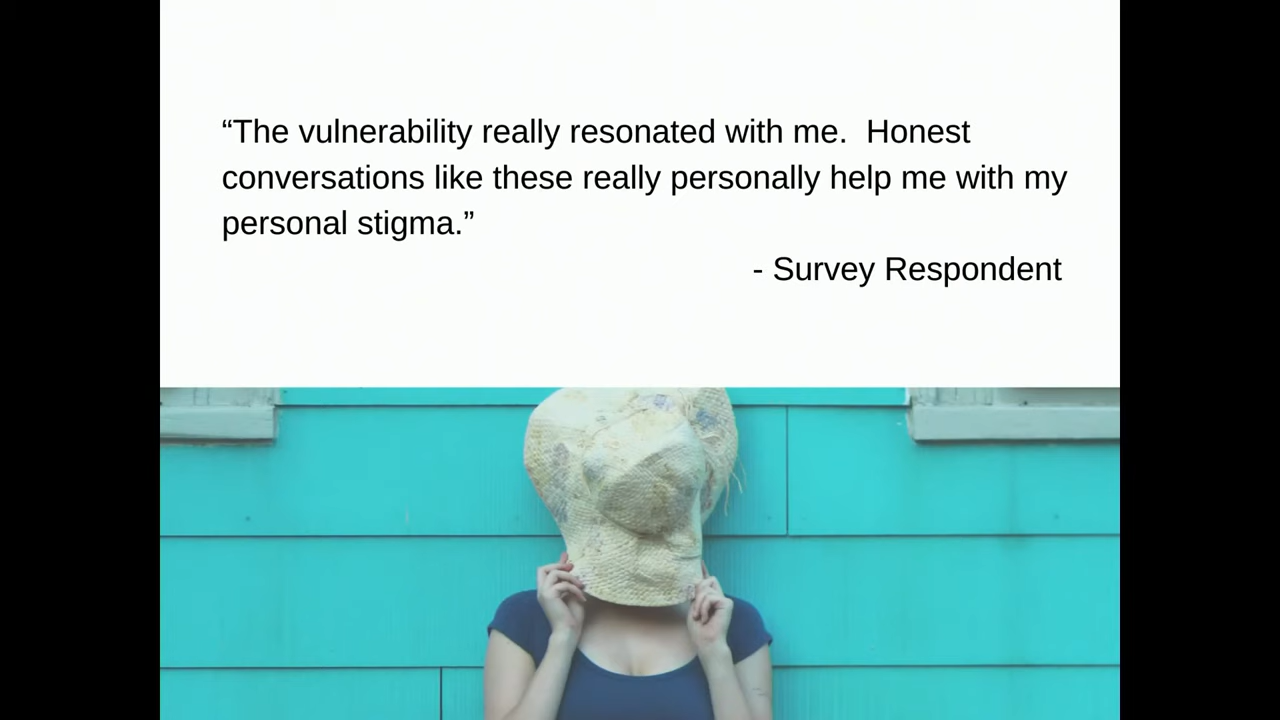 “The vulnerability really resonated with me.  Honest
conversations like these really personally help me with my
personal stigma.”
- Survey Respondent